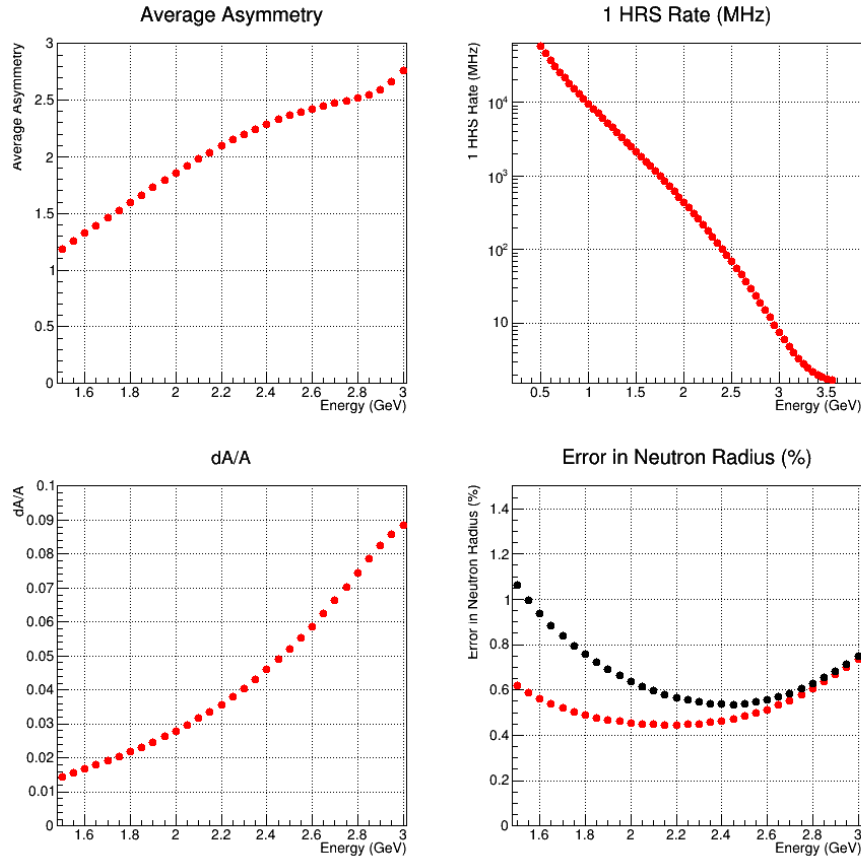 Average Asymmetry
Average Asymmetry
3
2.5
2
1.5
1
0.5
0
1.6 1.8 2 2.2 2.4 2.6 2.8 3
Energy (GeV)
1 HRS Rate (MHz)
1 HRS Rate (MHz)
10^4
10^3
10^2
10
0.5 1 1.5 2 2.5 3 3.5
Energy (GeV)
dA/A
dA/A
0.1
0.09
0.08
0.07
0.06
0.05
0.04
0.03
0.02
0.01
0
1.6 1.8 2 2.2 2.4 2.6 2.8 3
Energy (GeV)
Error in Neutron Radius (%)
Error in Neutron Radius (%)
1.4
1.2
1
0.8
0.6
0.4
0.2
0
1.6 1.8 2 2.2 2.4 2.6 2.8 3
Energy (GeV)